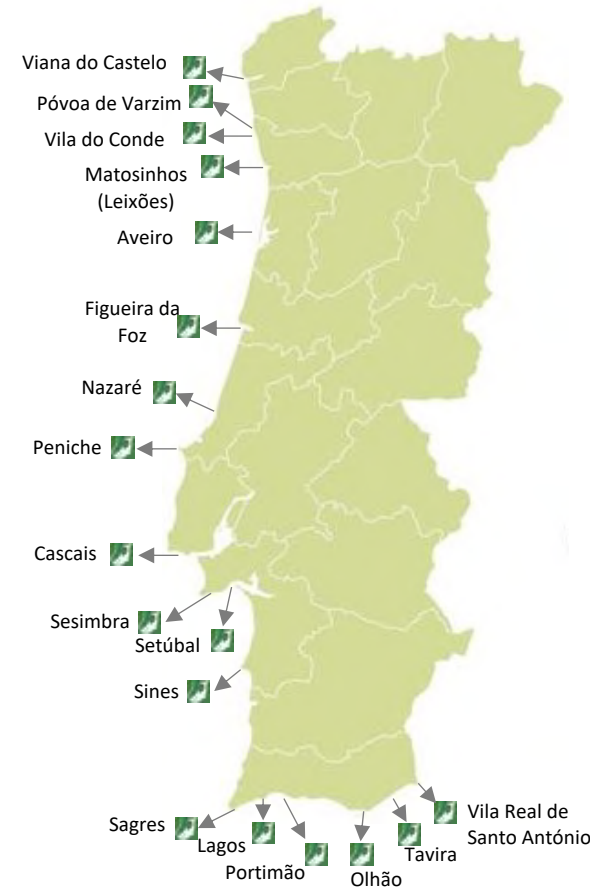 Viana do Castelo
Póvoa de Varzim
Vila do Conde
Matosinhos
(Leixões)
Aveiro
Figueira da
Foz
Nazaré
Peniche
Cascais
Sesimbra
Setúbal
Sines
Sagres
Lagos
Portimão
Olhão
Tavira
Vila Real de
Santo António